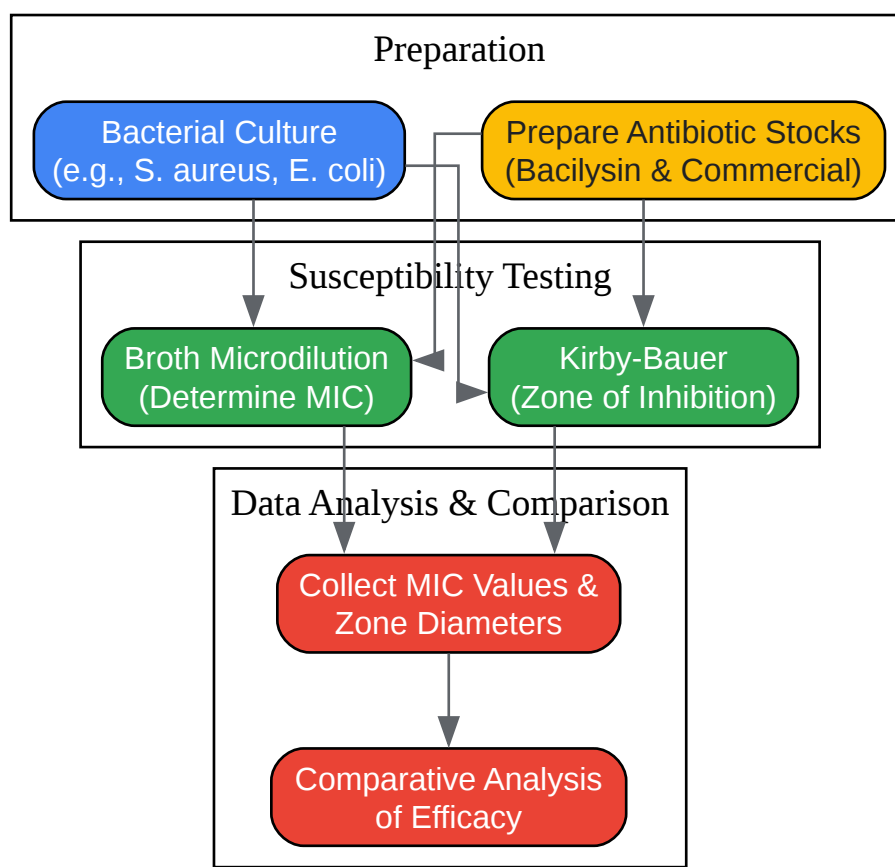 Preparation
Bacterial Culture
(e.g., S. aureus, E. coli)
Prepare Antibiotic Stocks
(Bacilysin & Commercial)
Susceptibility Testing
Broth Microdilution
(Determine MIC)
Kirby-Bauer
(Zone of Inhibition)
Data Analysis & Comparison
Collect MIC Values &
Zone Diameters
Comparative Analysis
of Efficacy